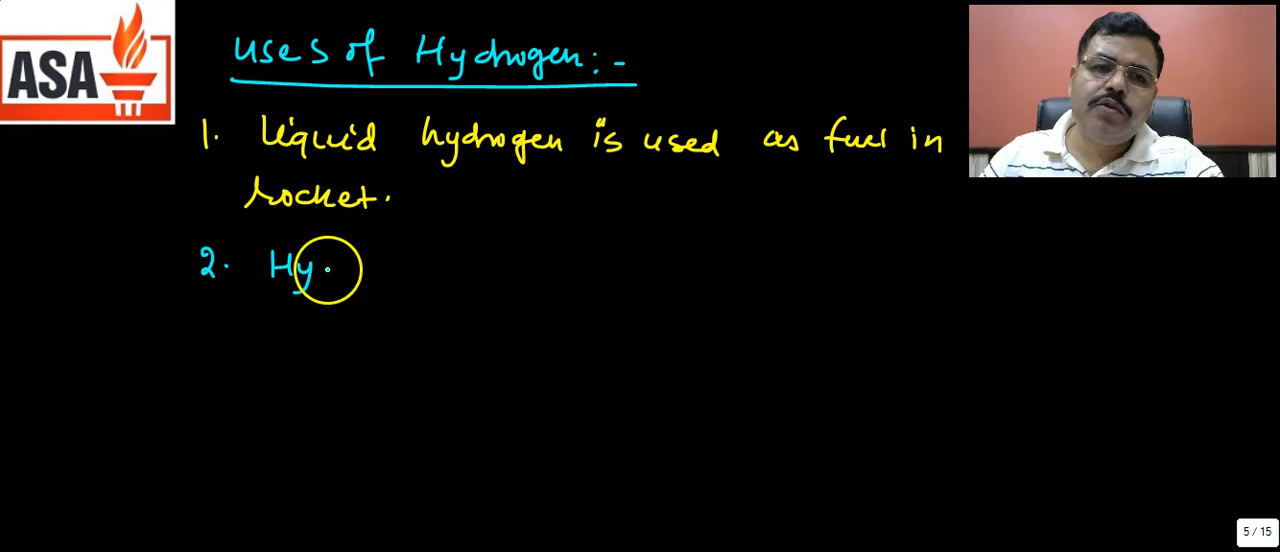 ASA
Uses of Hydrogen:-
1. Liquid hydrogen is used as fuel in
rocket.
2. Hy
5 / 15